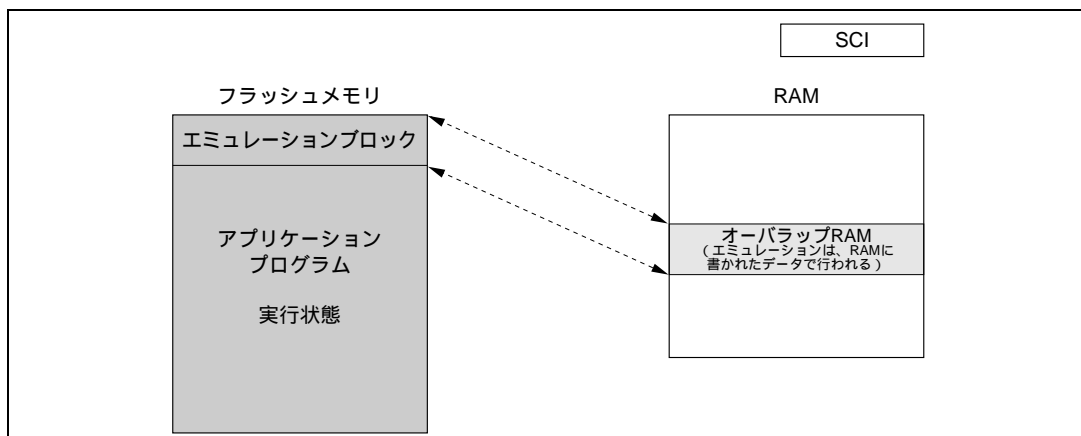 SCI
フラッシュメモリ
RAM
エミュレーションブロック
アプリケーション
プログラム
実行状態
オーバラップRAM
(エミュレーションは、RAMに
書かれたデータで行われる)